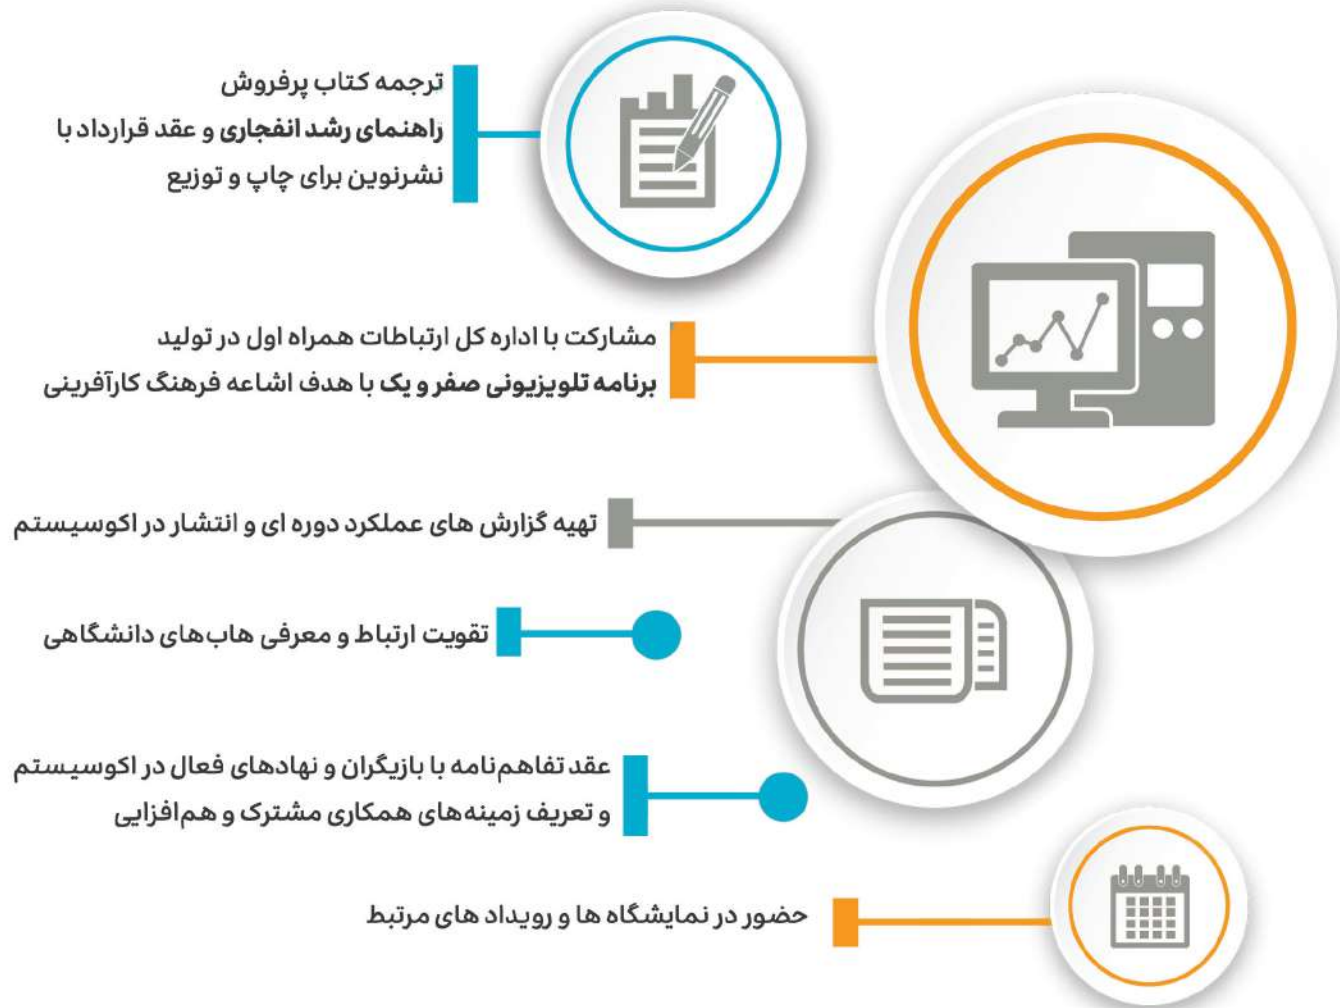 ترجمه کتاب پرفروش
راهنمای رشد انفجاری و عقد قرارداد با
نشرنوین برای چاپ و توزیع
مشارکت با اداره کل ارتباطات همراه اول در تولید
برنامه تلویزیونی صفر و یک با هدف اشاعه فرهنگ کارآفرینی
تهیه گزارش های عملکرد دوره ای و انتشار در اکوسیستم
تقویت ارتباط و معرفی هاب‌های دانشگاهی
عقد تفاهم‌نامه با بازیگران و نهادهای فعال در اکوسیستم
و تعریف زمینه‌های همکاری مشترک و هم‌افزایی
حضور در نمایشگاه ها و رویداد های مرتبط